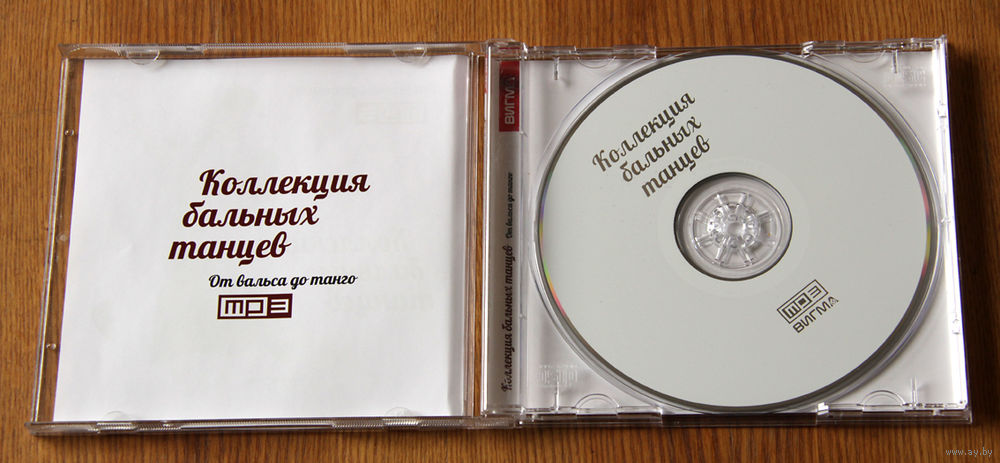 Коллекция
бальных
танцев
От вальса до танго
mp3
ВИГМА
Коллекция бальных танцев От вальса до танго
Коллекция
бальных
танцев
mp3
ВИГМА
www.ay.by